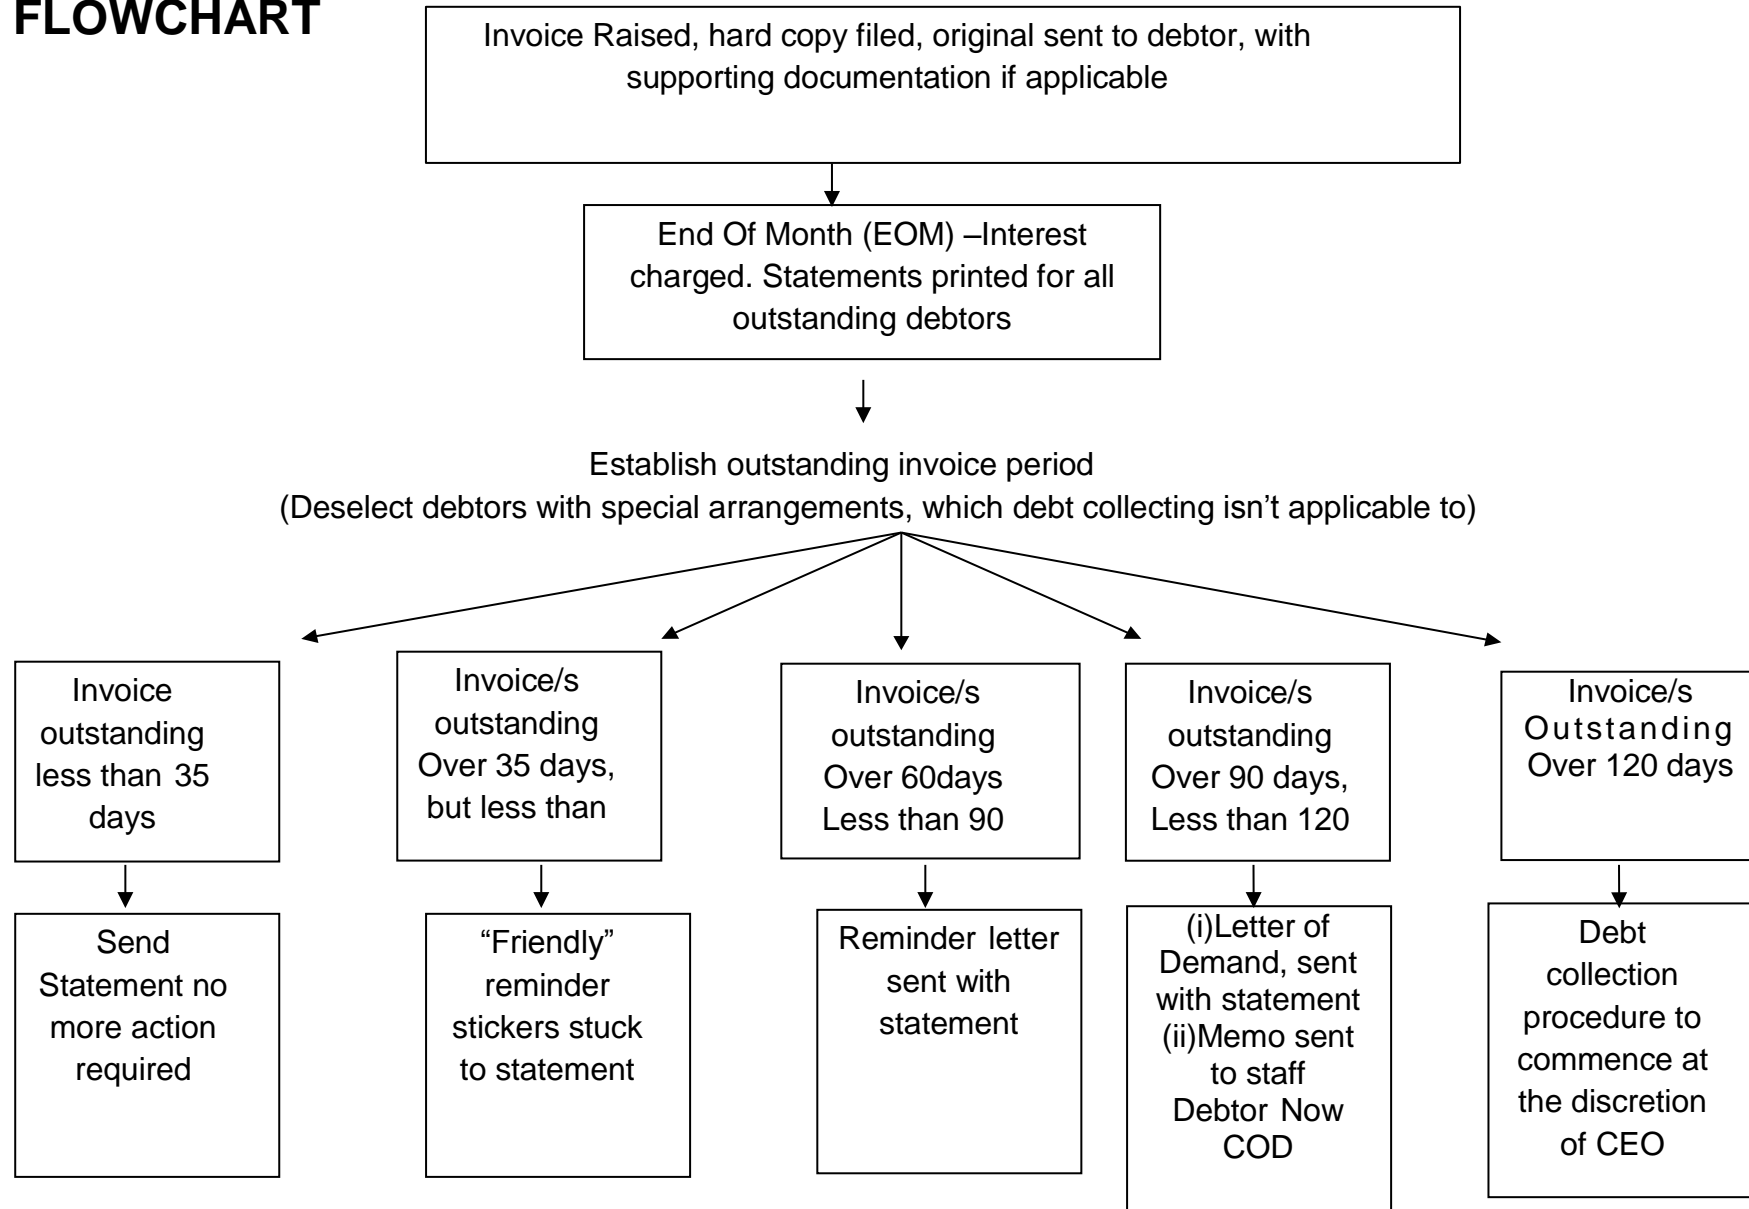 FLOWCHART
Invoice Raised, hard copy filed, original sent to debtor, with
supporting documentation if applicable
End Of Month (EOM) –Interest
charged. Statements printed for all
outstanding debtors
Establish outstanding invoice period
(Deselect debtors with special arrangements, which debt collecting isn’t applicable to)
Invoice
outstanding
less than 35
days
Invoice/s
outstanding
Over 35 days,
but less than
Invoice/s
outstanding
Over 60days
Less than 90
Invoice/s
outstanding
Over 90 days,
Less than 120
Invoice/s
Outstanding
Over 120 days
Send
Statement no
more action
required
“Friendly”
reminder
stickers stuck
to statement
Reminder letter
sent with
statement
(i)Letter of
Demand, sent
with statement
(ii)Memo sent
to staff
Debtor Now
COD
Debt
collection
procedure to
commence at
the discretion
of CEO